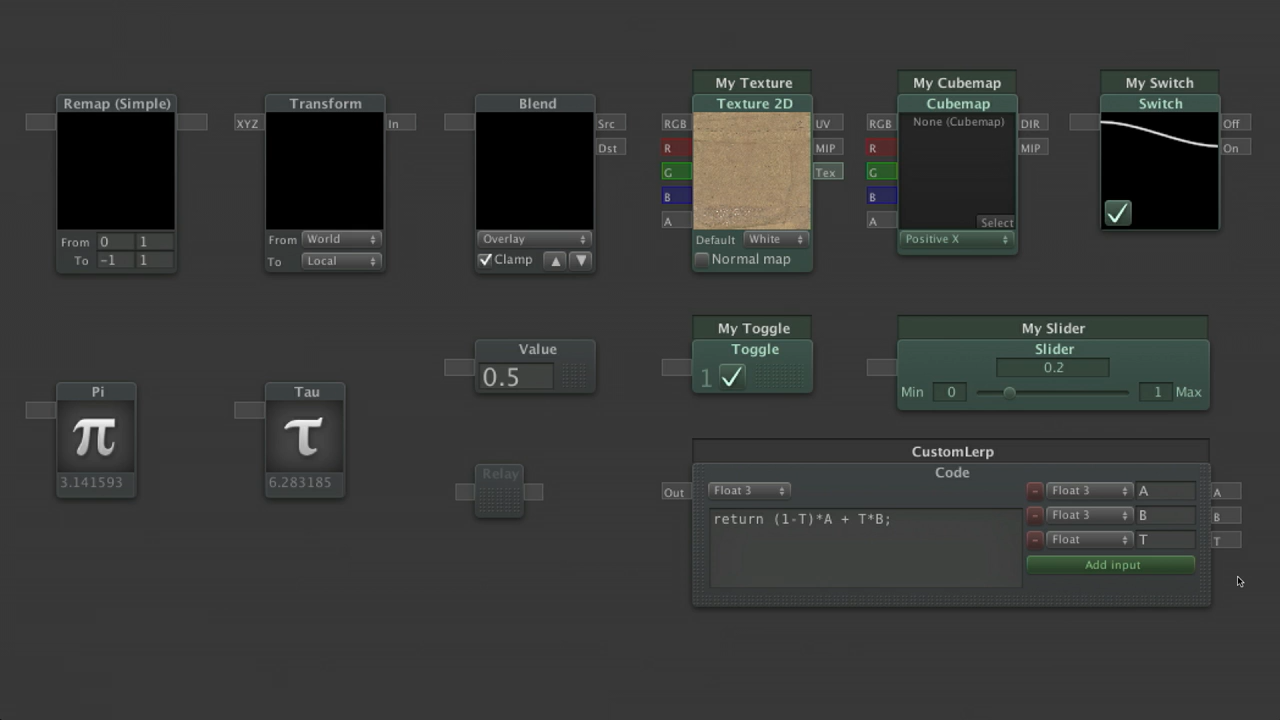 Remap (Simple)
From 0 1
To −1 1
Transform
XYZ
In
From World
To Local
Blend
Src
Dst
Overlay
Clamp
My Texture
Texture 2D
RGB
R
G
B
A
UV
MIP
Tex
Default White
Normal map
My Cubemap
Cubemap
RGB
R
G
B
A
None (Cubemap)
DIR
MIP
Select
Positive X
My Switch
Switch
Off
On
Pi
π
3.141593
Tau
τ
6.283185
Value
0.5
Relay
My Toggle
Toggle
1
My Slider
Slider
0.2
Min 0 1 Max
CustomLerp
Code
Out
Float 3
return (1-T)*A + T*B;
- Float 3 A
A
- Float 3 B
B
- Float T
T
Add input